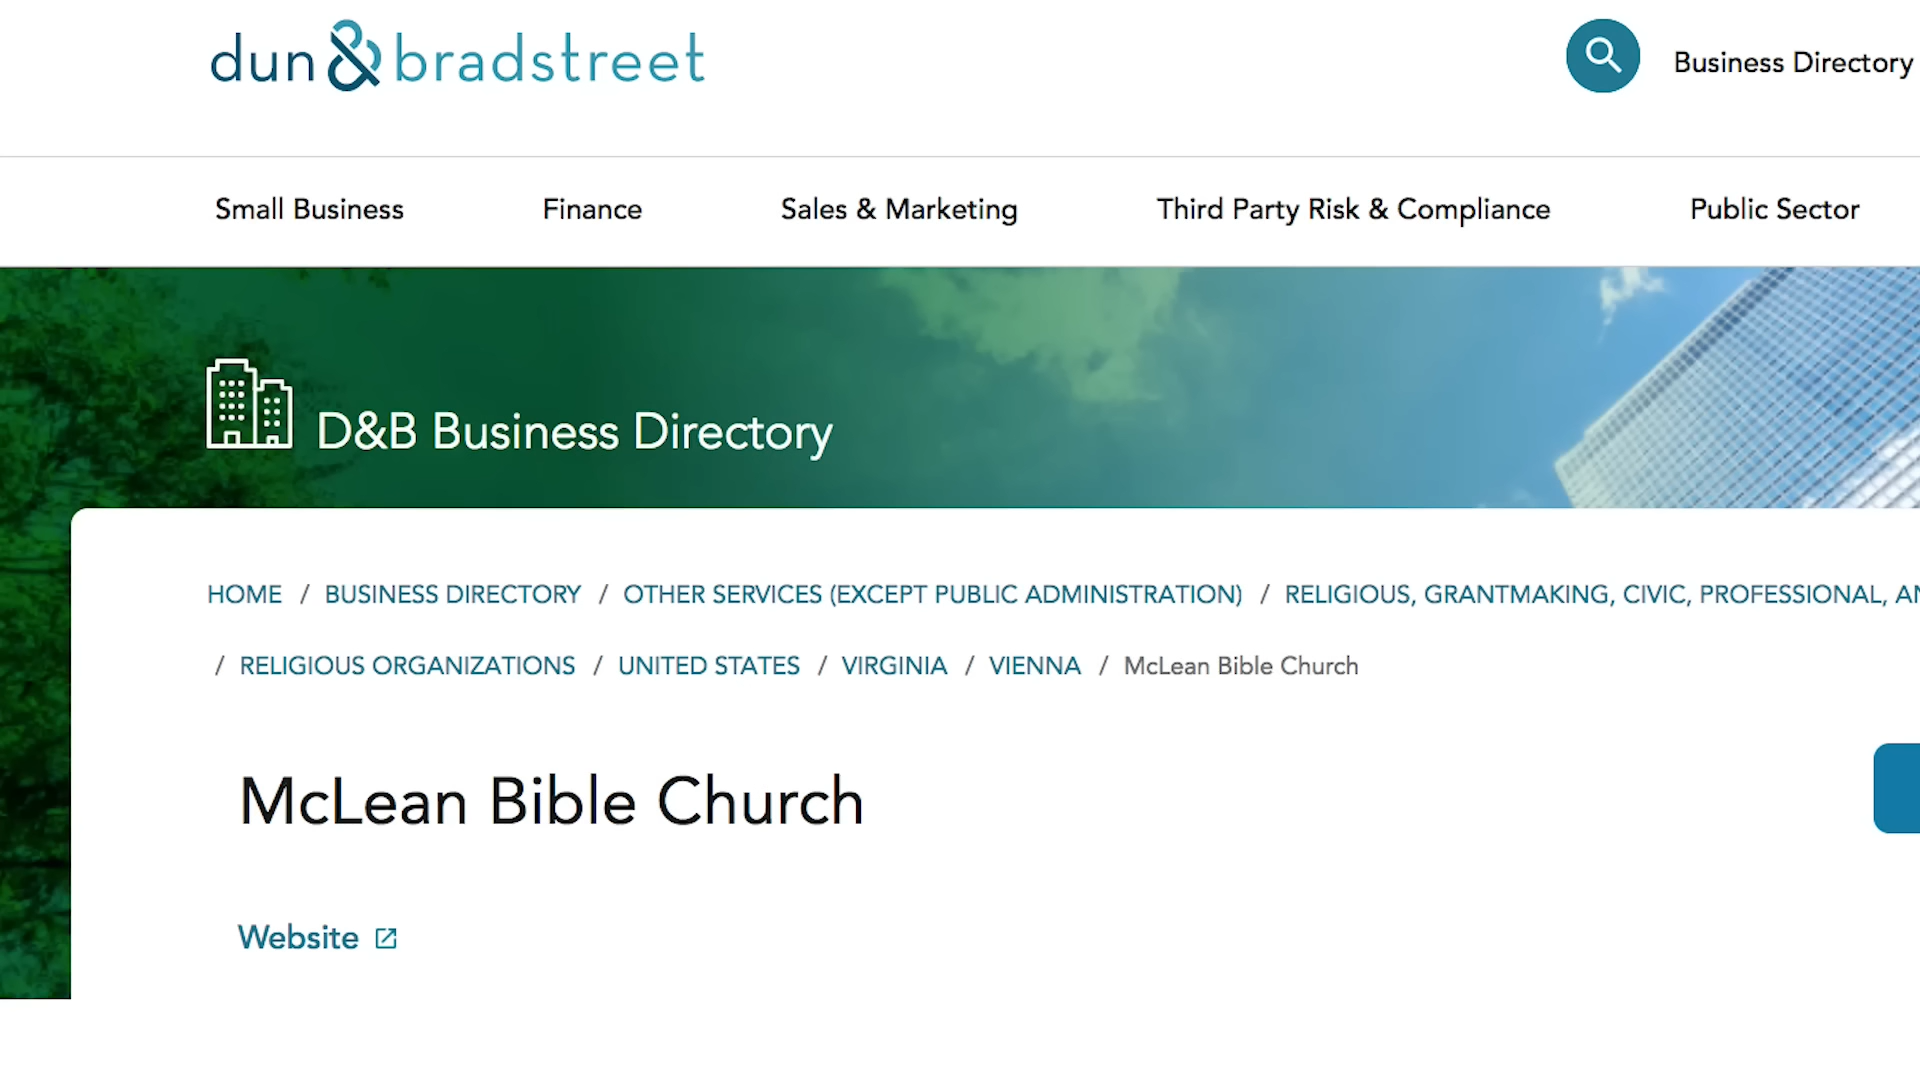 dun & bradstreet
Business Directory
Small Business Finance Sales & Marketing Third Party Risk & Compliance Public Sector
D&B Business Directory
HOME / BUSINESS DIRECTORY / OTHER SERVICES (EXCEPT PUBLIC ADMINISTRATION) / RELIGIOUS, GRANTMAKING, CIVIC, PROFESSIONAL,
/ RELIGIOUS ORGANIZATIONS / UNITED STATES / VIRGINIA / VIENNA / McLean Bible Church
McLean Bible Church
Website